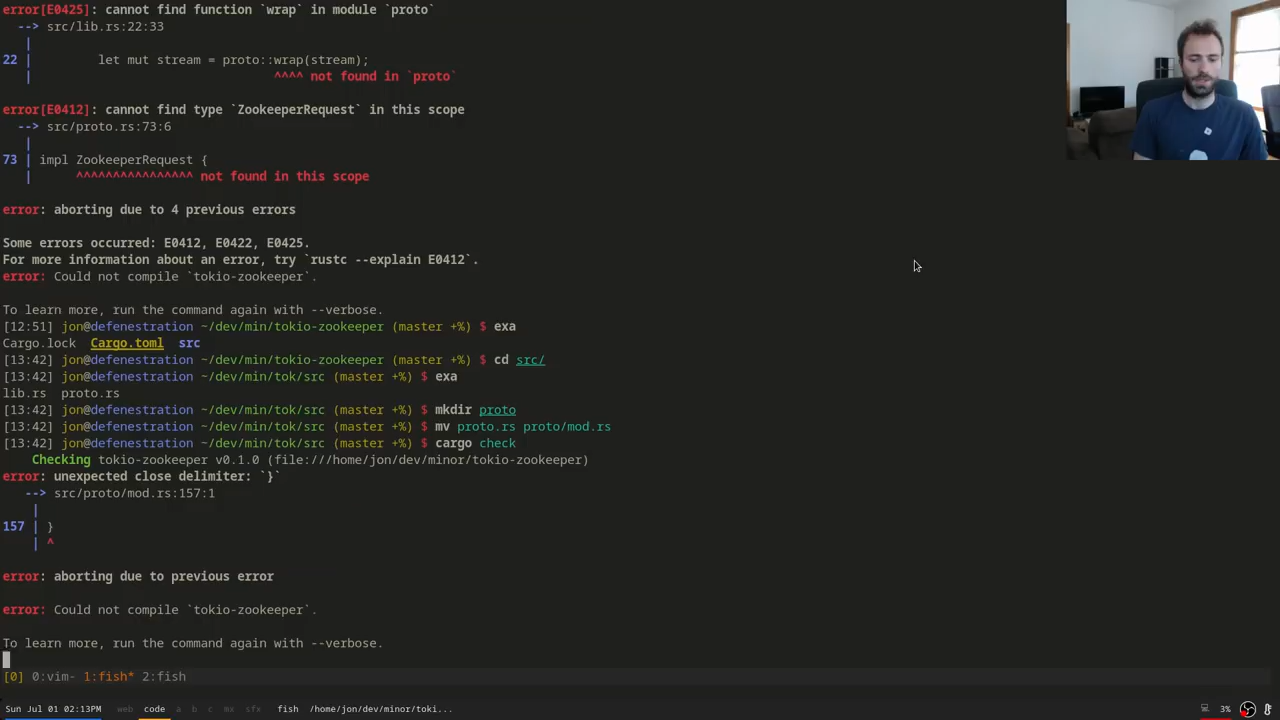 error[E0425]: cannot find function `wrap` in module `proto`
--> src/lib.rs:22:33
|
22 | let mut stream = proto::wrap(stream);
| ^^^^ not found in `proto`
error[E0412]: cannot find type `ZookeeperRequest` in this scope
--> src/proto.rs:73:6
|
73 | impl ZookeeperRequest {
| ^^^^^^^^^^^^^^^^ not found in this scope
error: aborting due to 4 previous errors
Some errors occurred: E0412, E0422, E0425.
For more information about an error, try `rustc --explain E0412`.
error: Could not compile `tokio-zookeeper`.
To learn more, run the command again with --verbose.
[12:51] jon@defenestration ~/dev/min/tokio-zookeeper (master +%) $ exa
Cargo.lock Cargo.toml src
[13:42] jon@defenestration ~/dev/min/tokio-zookeeper (master +%) $ cd src/
[13:42] jon@defenestration ~/dev/min/tok/src (master +%) $ exa
lib.rs proto.rs
[13:42] jon@defenestration ~/dev/min/tok/src (master +%) $ mkdir proto
[13:42] jon@defenestration ~/dev/min/tok/src (master +%) $ mv proto.rs proto/mod.rs
[13:42] jon@defenestration ~/dev/min/tok/src (master +%) $ cargo check
Checking tokio-zookeeper v0.1.0 (file:///home/jon/dev/minor/tokio-zookeeper)
error: unexpected close delimiter: `}`
--> src/proto/mod.rs:157:1
|
157 | }
| ^
error: aborting due to previous error
error: Could not compile `tokio-zookeeper`.
To learn more, run the command again with --verbose.
[0] 0:vim- 1:fish* 2:fish
Sun Jul 01 02:13PM web code a b c mx sfx fish /home/jon/dev/minor/toki... 3%